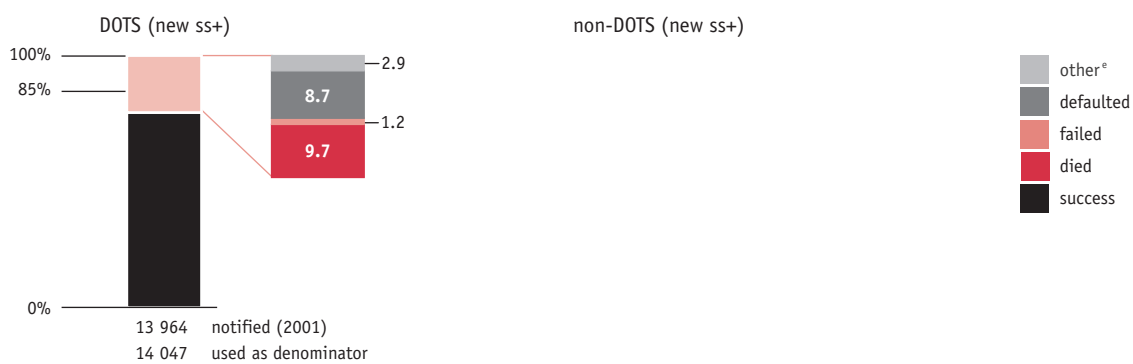 DOTS (new ss+)
non-DOTS (new ss+)
100%
85%
0%
2.9
8.7
1.2
9.7
other e
defaulted
failed
died
success
13 964 notified (2001)
14 047 used as denominator